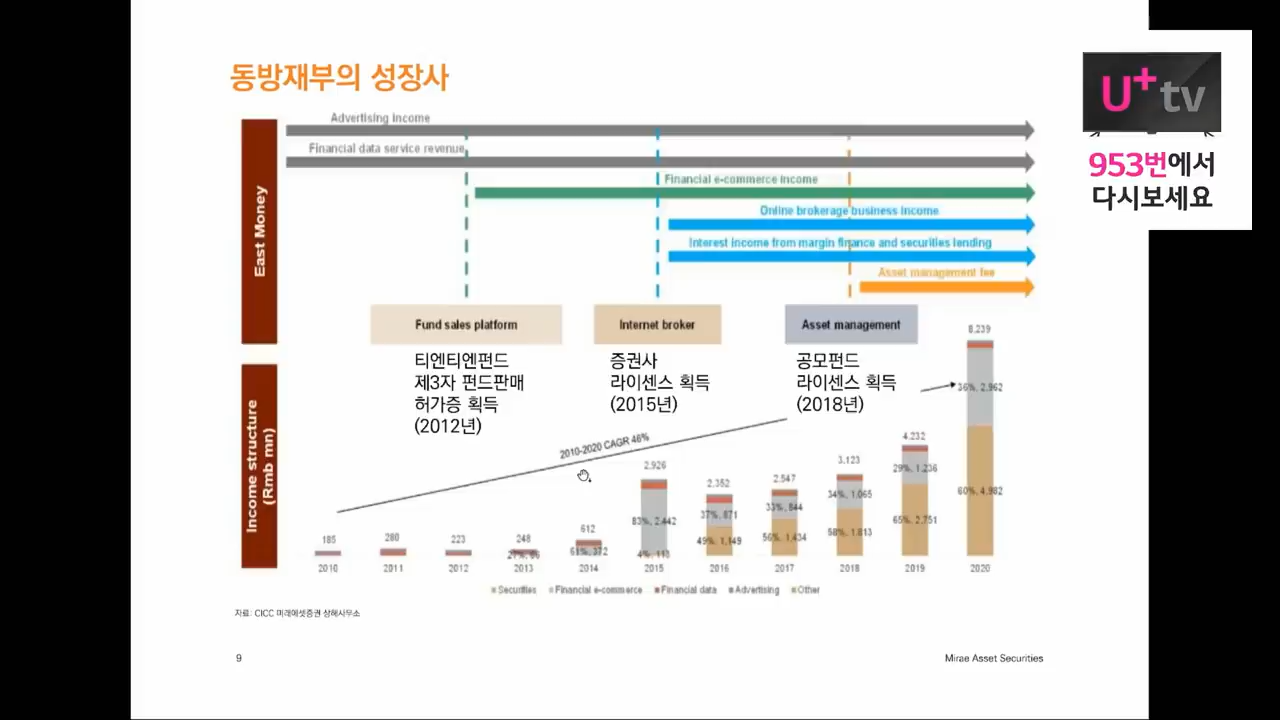 동방재부의 성장사
U+ tv
953번에서
다시보세요
East Money
Advertising income
Financial data service revenue
Financial e-commerce income
Online brokerage business income
Interest income from margin finance and securities lending
Asset management fee
Fund sales platform
Internet broker
Asset management
티엔티엔펀드
제3자 펀드판매
허가증 획득
(2012년)
증권사
라이센스 획득
(2015년)
공모펀드
라이센스 획득
(2018년)
Income structure
(Rmb mn)
2010-2020 CAGR 46%
185
280
223
248
612
61%, 372
2,926
83%, 2,442
2,352
37%, 871
49%, 1,149
2,547
33%, 844
56%, 1,434
3,123
34%, 1,065
58%, 1,813
4,232
29%, 1,236
65%, 2,751
8,239
36%, 2,962
60%, 4,982
2010 2011 2012 2013 2014 2015 2016 2017 2018 2019 2020
Securities Financial e-commerce Financial data Advertising Other
자료: CICC 미래에셋증권 상해사무소
9
Mirae Asset Securities